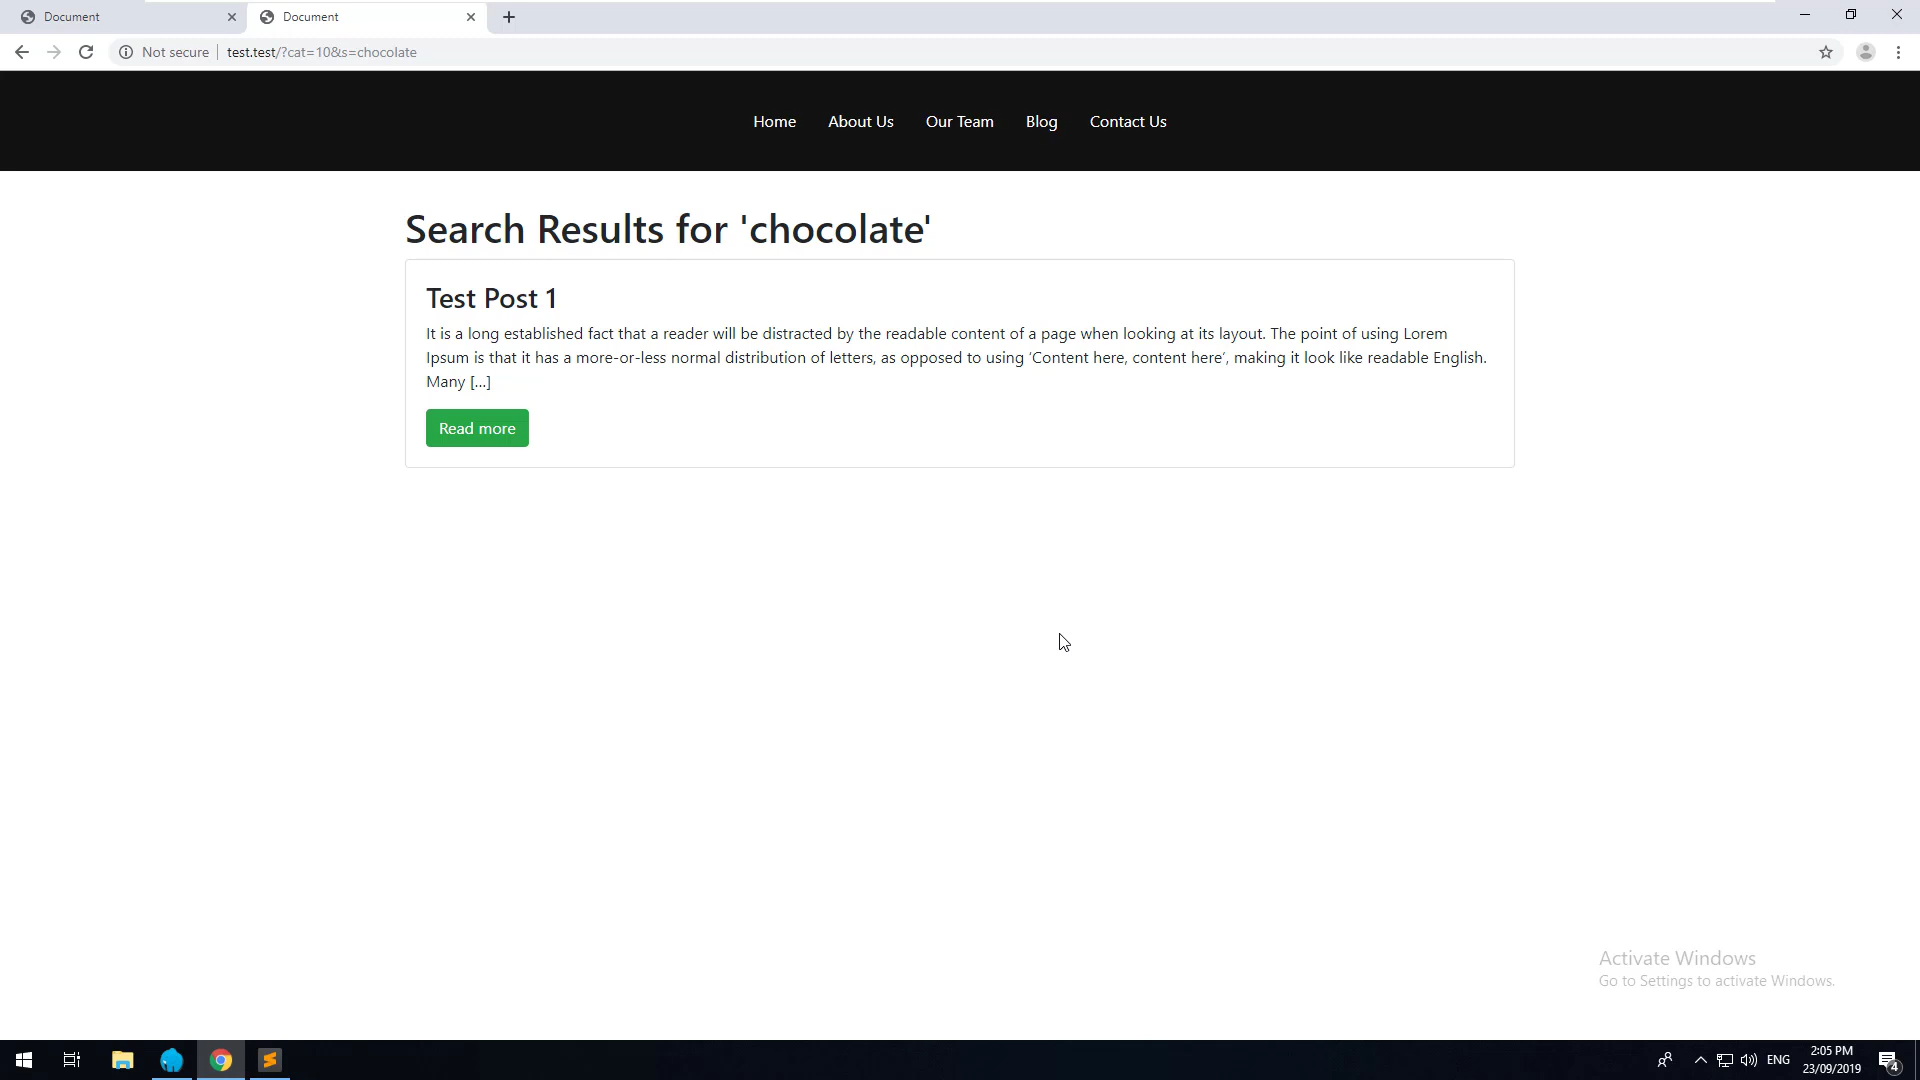 Document
Document
Not secure
test.test/?cat=10&s=chocolate
Home
About Us
Our Team
Blog
Contact Us
Search Results for 'chocolate'
Test Post 1
It is a long established fact that a reader will be distracted by the readable content of a page when looking at its layout. The point of using Lorem
Ipsum is that it has a more-or-less normal distribution of letters, as opposed to using ‘Content here, content here’, making it look like readable English.
Many [...]
Read more
Activate Windows
Go to Settings to activate Windows.
ENG
2:05 PM
23/09/2019
4